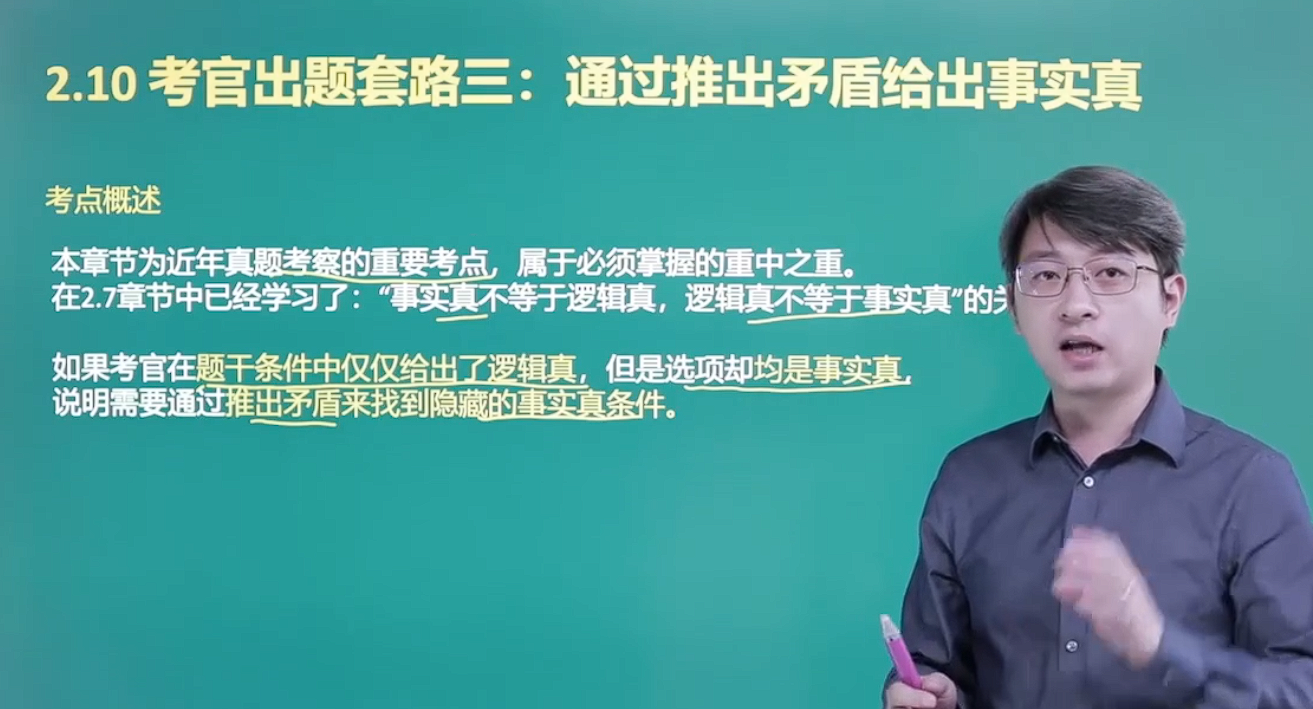 2.10 考官出题套路三：通过推出矛盾给出事实真
考点概述
本章节为近年真题考察的重要考点，属于必须掌握的重中之重。
在2.7章节中已经学习了：“事实真不等于逻辑真，逻辑真不等于事实真”的
如果考官在题干条件中仅仅给出了逻辑真，但是选项却均是事实真，
说明需要通过推出矛盾来找到隐藏的事实真条件。